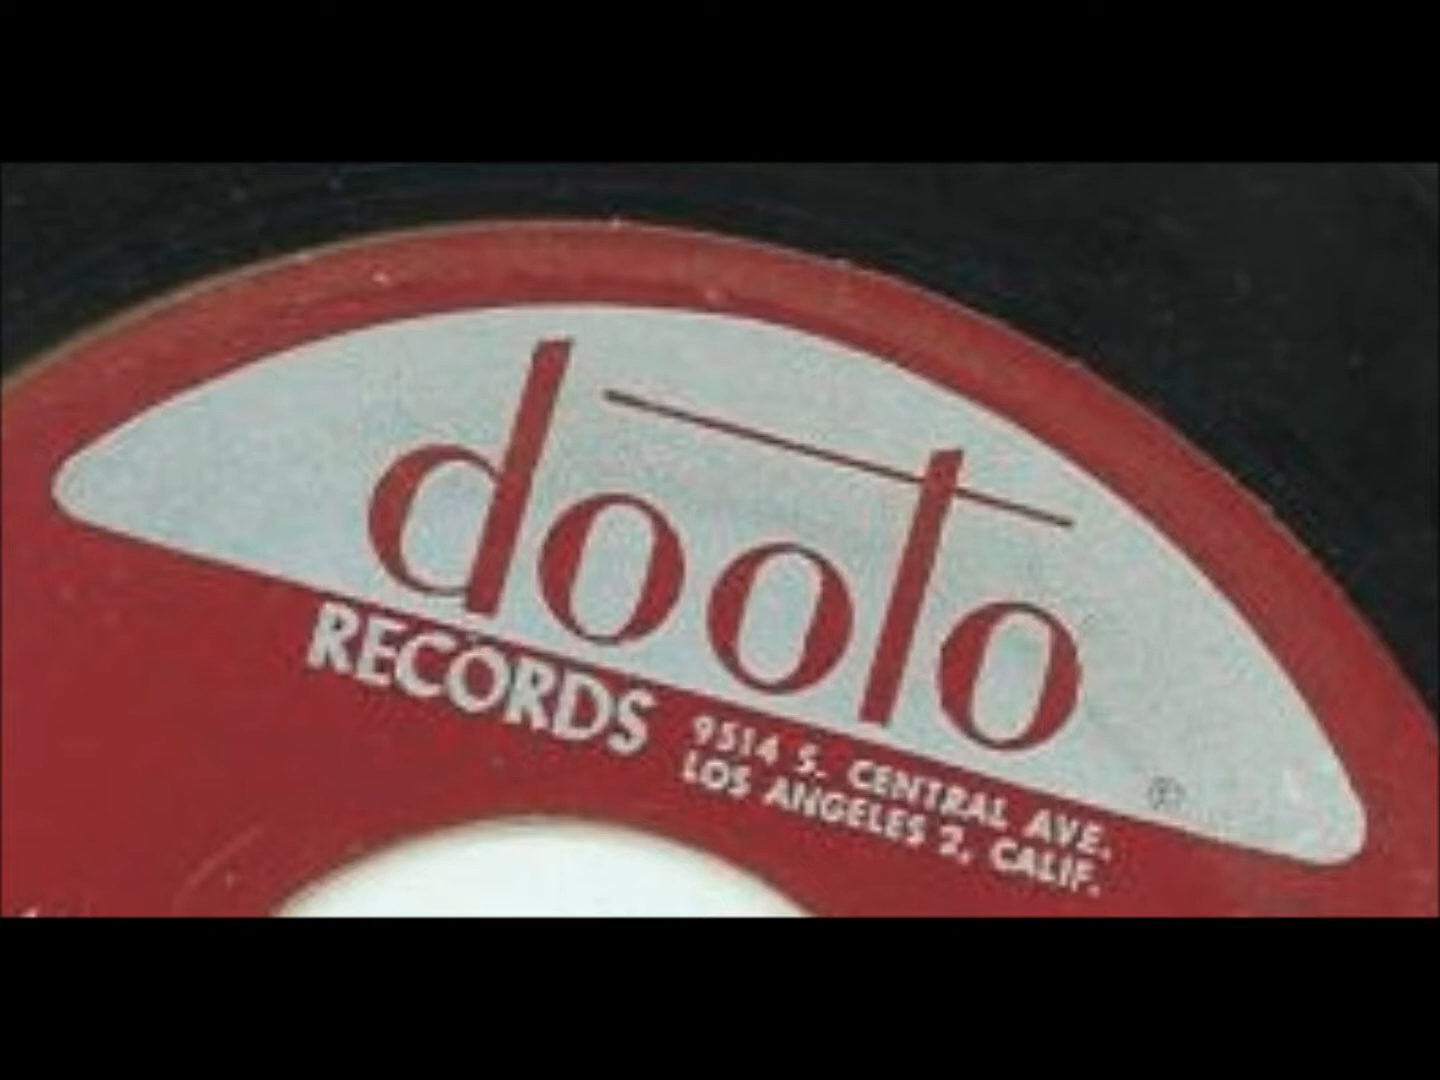 dooto
RECORDS
9514 S. CENTRAL AVE.
LOS ANGELES 2, CALIF.
®